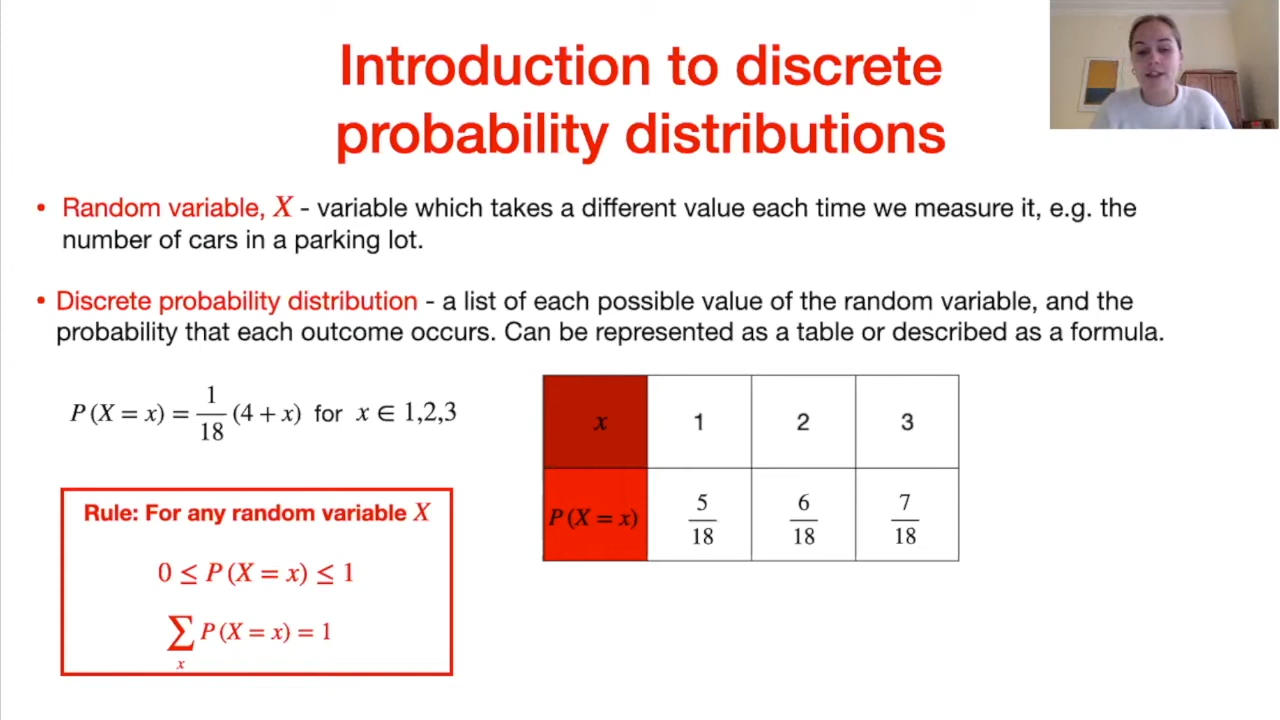 Introduction to discrete
probability distributions
• Random variable, X - variable which takes a different value each time we measure it, e.g. the
number of cars in a parking lot.
• Discrete probability distribution - a list of each possible value of the random variable, and the
probability that each outcome occurs. Can be represented as a table or described as a formula.
P(X = x) = 1/18 (4 + x) for x ∈ 1,2,3
x 1 2 3
P(X = x) 5/18 6/18 7/18
Rule: For any random variable X
0 ≤ P(X = x) ≤ 1
∑ P(X = x) = 1
x